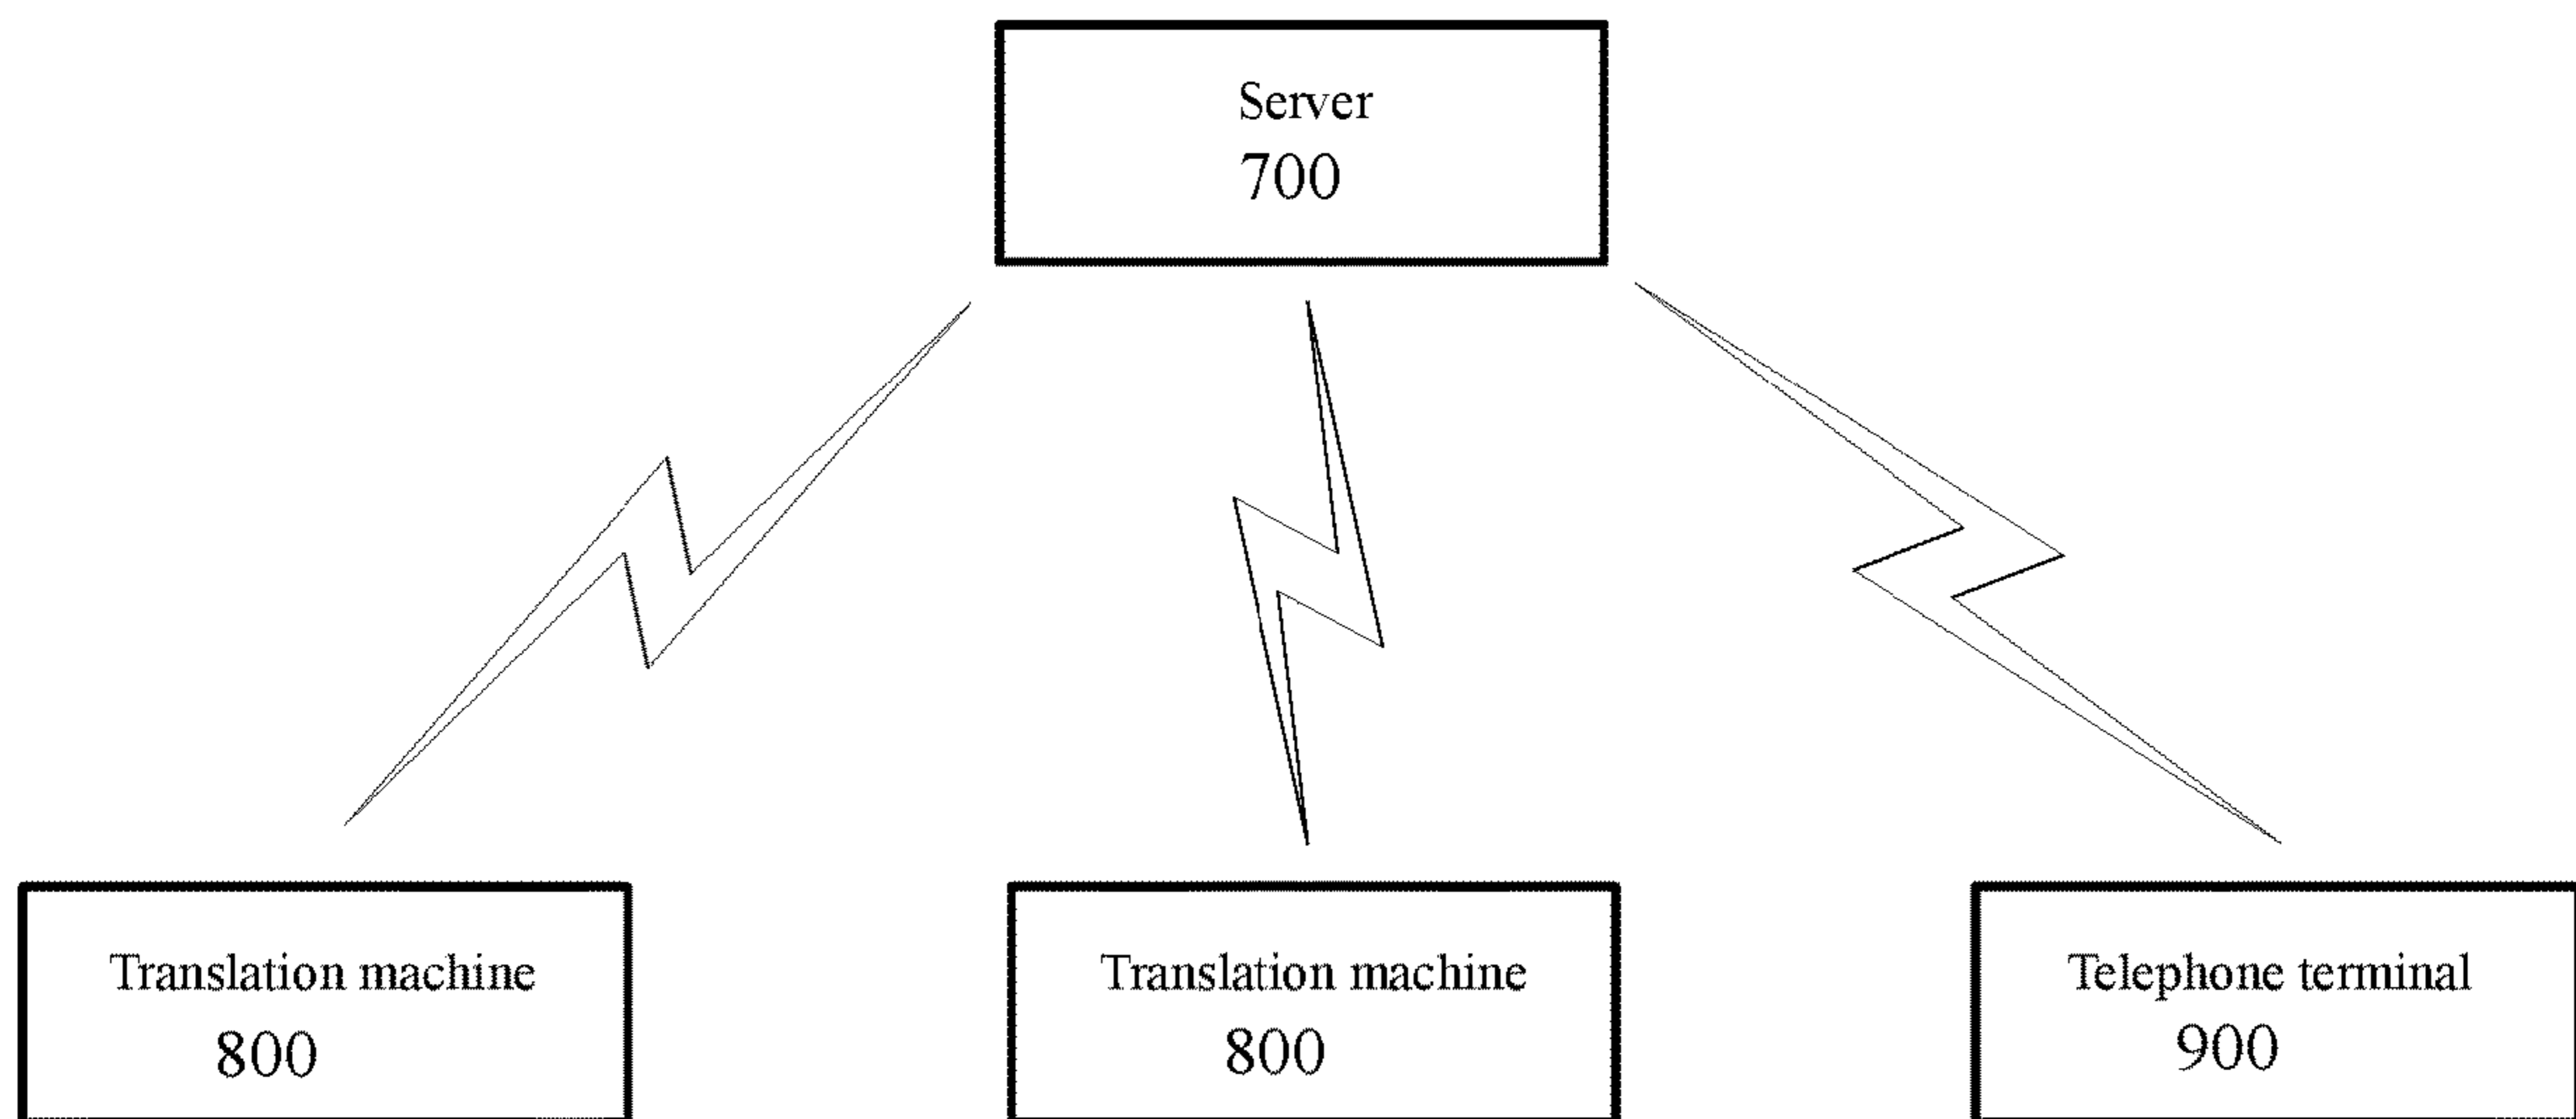 Server
700
Translation machine
800
Translation machine
800
Telephone terminal
900